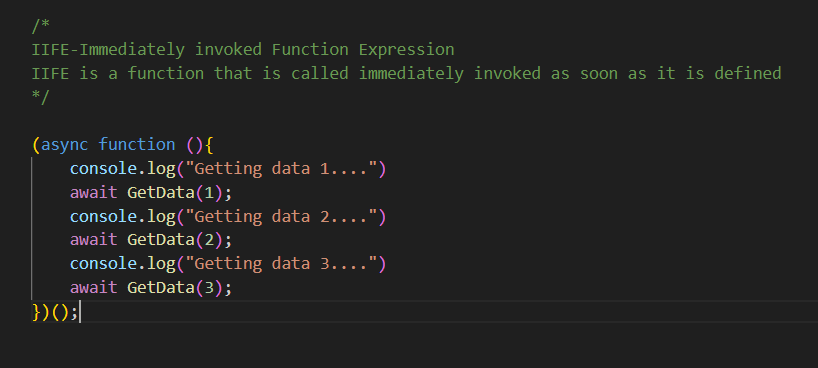 /*
IIFE-Immediately invoked Function Expression
IIFE is a function that is called immediately invoked as soon as it is defined
*/
(async function (){
    console.log("Getting data 1....")
    await GetData(1);
    console.log("Getting data 2....")
    await GetData(2);
    console.log("Getting data 3....")
    await GetData(3);
})();